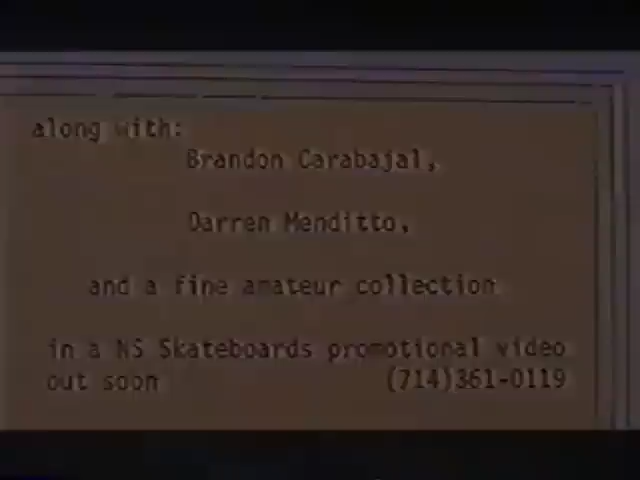 along with:
Brandon Carabajal,
Darren Menditto,
and a fine amateur collection
in a NS Skateboards promotional video
out soon (714)361-0119